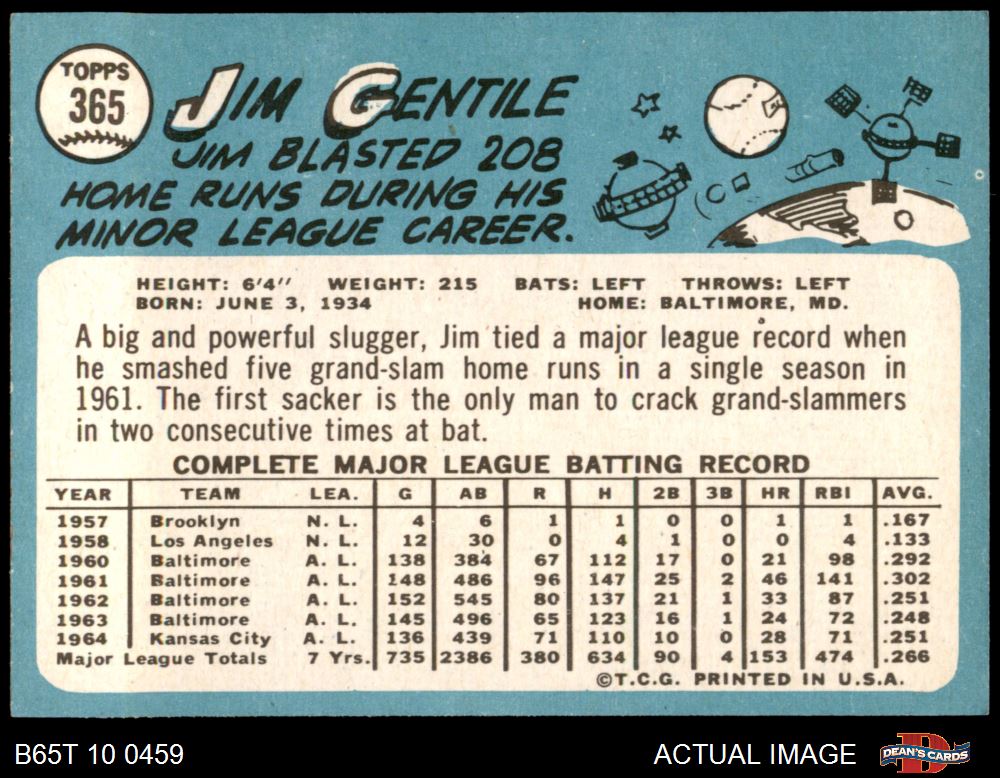 TOPPS
365
JIM GENTILE
JIM BLASTED 208
HOME RUNS DURING HIS
MINOR LEAGUE CAREER.
HEIGHT: 6'4" WEIGHT: 215 BATS: LEFT THROWS: LEFT
BORN: JUNE 3, 1934 HOME: BALTIMORE, MD.
A big and powerful slugger, Jim tied a major league record when
he smashed five grand-slam home runs in a single season in
1961. The first sacker is the only man to crack grand-slammers
in two consecutive times at bat.
COMPLETE MAJOR LEAGUE BATTING RECORD
YEAR TEAM LEA. G AB R H 2B 3B HR RBI AVG.
1957 Brooklyn N. L. 4 6 1 1 0 0 1 1 .167
1958 Los Angeles N. L. 12 30 0 4 1 0 0 4 .133
1960 Baltimore A. L. 138 384 67 112 17 0 21 98 .292
1961 Baltimore A. L. 148 486 96 147 25 2 46 141 .302
1962 Baltimore A. L. 152 545 80 137 21 1 33 87 .251
1963 Baltimore A. L. 145 496 65 123 16 1 24 72 .248
1964 Kansas City A. L. 136 439 71 110 10 0 28 71 .251
Major League Totals 7 Yrs. 735 2386 380 634 90 4 153 474 .266
©T.C.G. PRINTED IN U.S.A.
B65T 10 0459 ACTUAL IMAGE DEAN'S CARDS